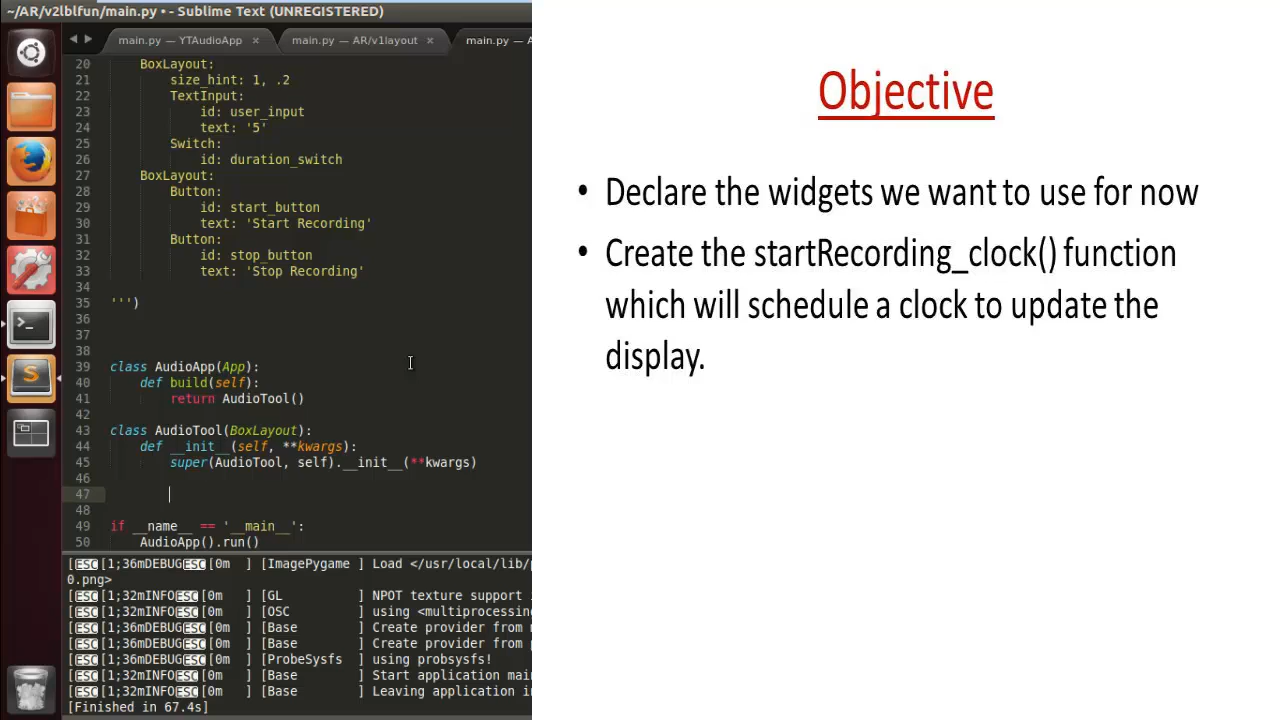 ~/AR/v2lblfun/main.py • - Sublime Text (UNREGISTERED)
main.py — YTAudioApp × main.py — AR/v1layout × main.py — A
20 BoxLayout:
21 size_hint: 1, .2
22 TextInput:
23 id: user_input
24 text: '5'
25 Switch:
26 id: duration_switch
27 BoxLayout:
28 Button:
29 id: start_button
30 text: 'Start Recording'
31 Button:
32 id: stop_button
33 text: 'Stop Recording'
34
35 ''')
36
37
38
39 class AudioApp(App):
40 def build(self):
41 return AudioTool()
42
43 class AudioTool(BoxLayout):
44 def __init__(self, **kwargs):
45 super(AudioTool, self).__init__(**kwargs)
46
47
48
49 if __name__ == '__main__':
50 AudioApp().run()
[ESC[1;36mDEBUGESC[0m ] [ImagePygame ] Load </usr/local/lib/
0.png>
[ESC[1;32mINFOESC[0m ] [GL ] NPOT texture support
[ESC[1;32mINFOESC[0m ] [OSC ] using <multiprocessing
[ESC[1;36mDEBUGESC[0m ] [Base ] Create provider from
[ESC[1;36mDEBUGESC[0m ] [Base ] Create provider from
[ESC[1;36mDEBUGESC[0m ] [ProbeSysfs ] using probsysfs!
[ESC[1;32mINFOESC[0m ] [Base ] Start application mai
[ESC[1;32mINFOESC[0m ] [Base ] Leaving application i
[Finished in 67.4s]
Objective
• Declare the widgets we want to use for now
• Create the startRecording_clock() function
which will schedule a clock to update the
display.